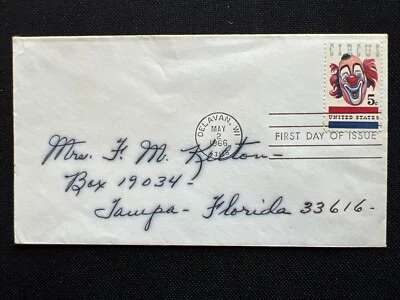 CIRCUS
5c
UNITED STATES
DELAVAN, WI
MAY
2
1966
FIRST DAY OF ISSUE
Mrs. F. M. Kelton-
Box 19034-
Tampa- Florida 33616-